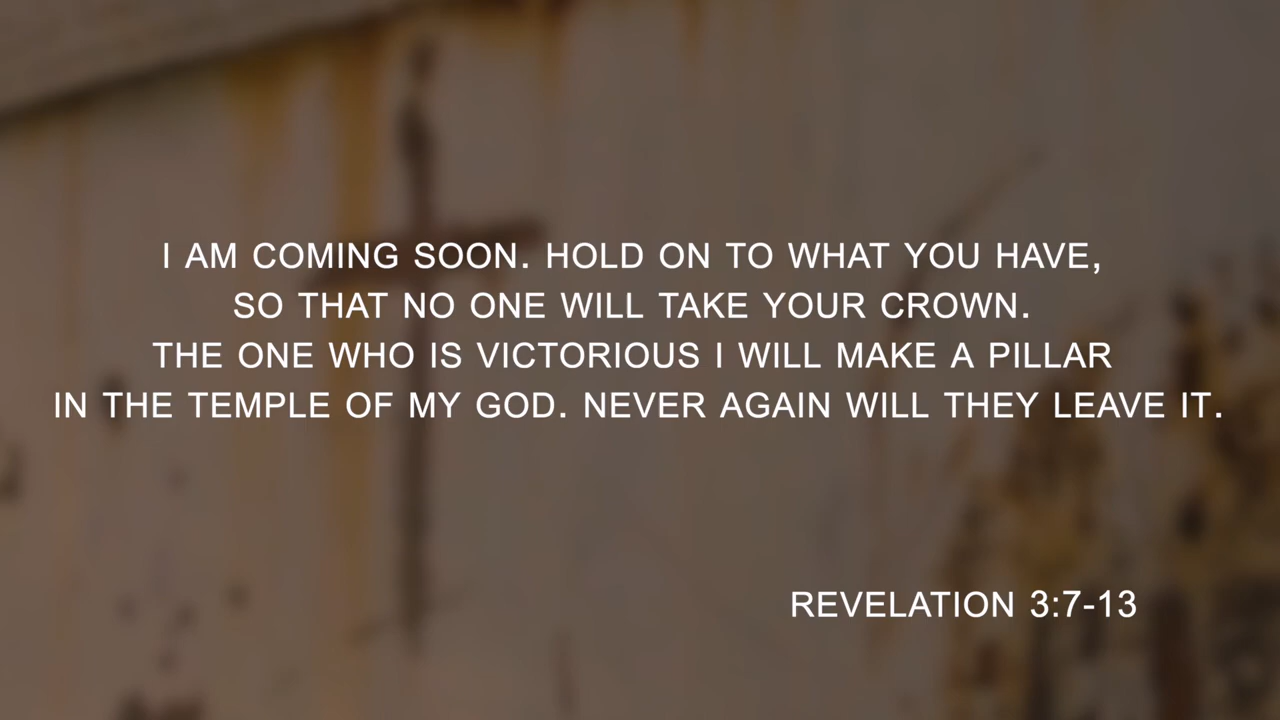 I AM COMING SOON. HOLD ON TO WHAT YOU HAVE,
SO THAT NO ONE WILL TAKE YOUR CROWN.
THE ONE WHO IS VICTORIOUS I WILL MAKE A PILLAR
IN THE TEMPLE OF MY GOD. NEVER AGAIN WILL THEY LEAVE IT.
REVELATION 3:7-13